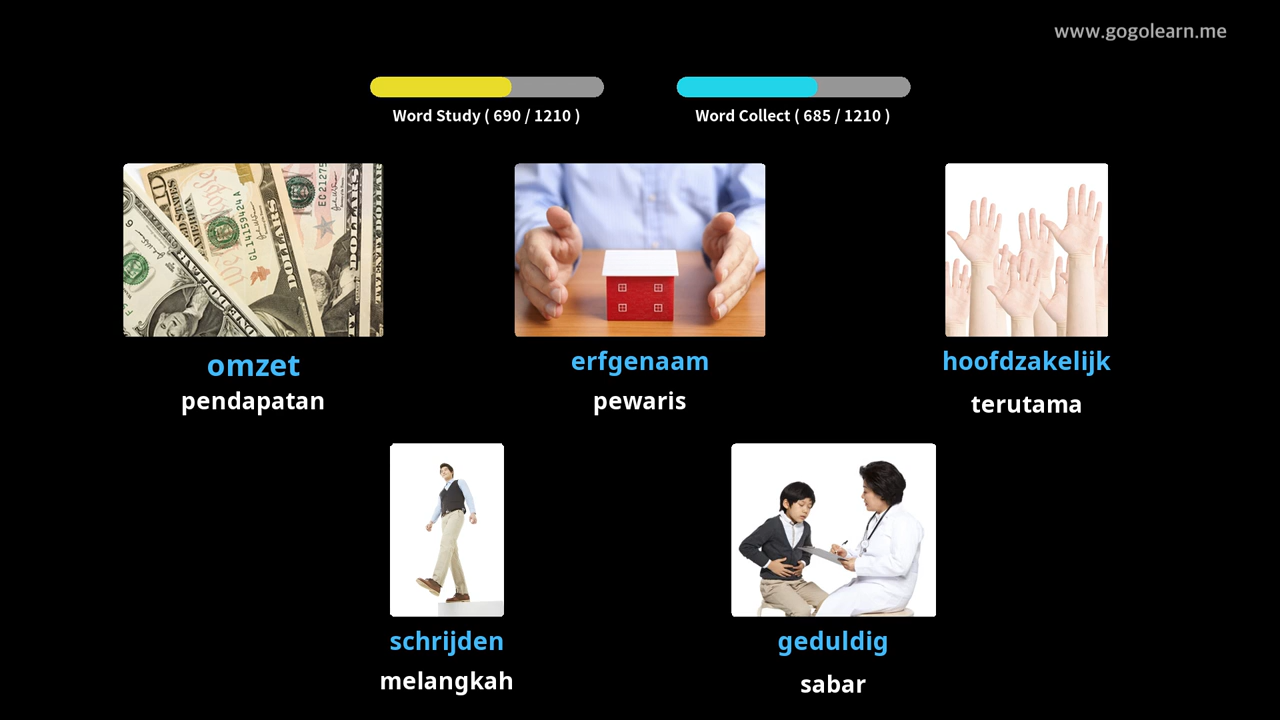 www.gogolearn.me
Word Study ( 690 / 1210 )
Word Collect ( 685 / 1210 )
omzet
pendapatan
erfgenaam
pewaris
hoofdzakelijk
terutama
schrijden
melangkah
geduldig
sabar